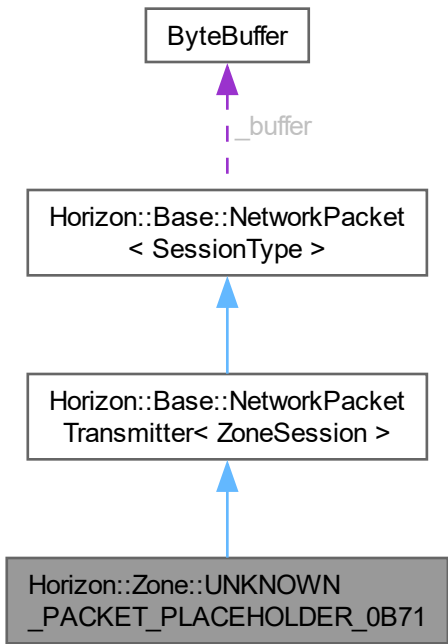 ByteBuffer
_buffer
Horizon::Base::NetworkPacket
< SessionType >
Horizon::Base::NetworkPacket
Transmitter< ZoneSession >
Horizon::Zone::UNKNOWN
_PACKET_PLACEHOLDER_0B71